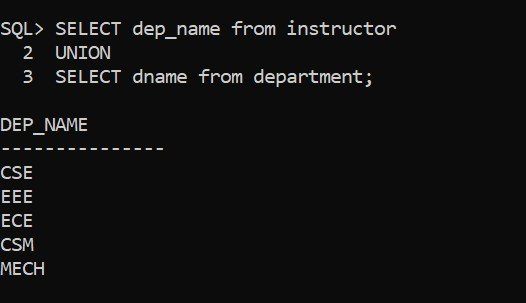 SQL> SELECT dep_name from instructor
  2  UNION
  3  SELECT dname from department;
DEP_NAME
---------------
CSE
EEE
ECE
CSM
MECH